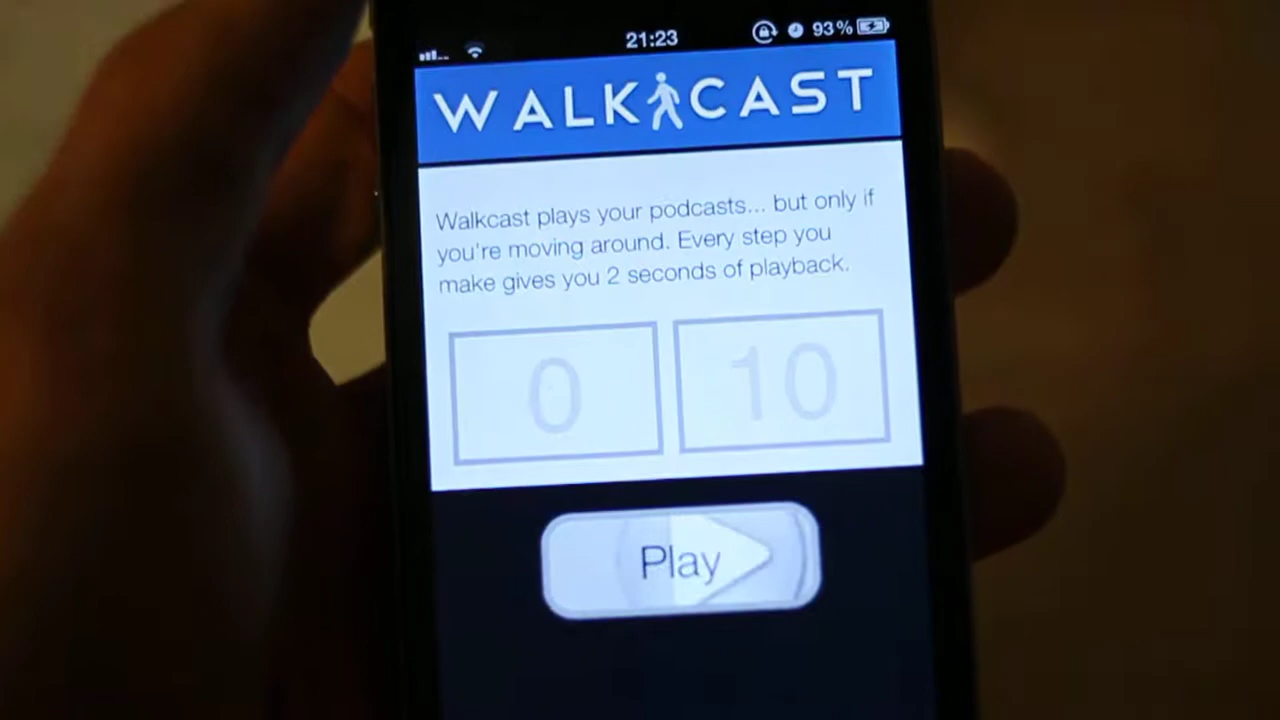 21:23 93%
WALKCAST
Walkcast plays your podcasts... but only if
you're moving around. Every step you
make gives you 2 seconds of playback.
0 10
Play